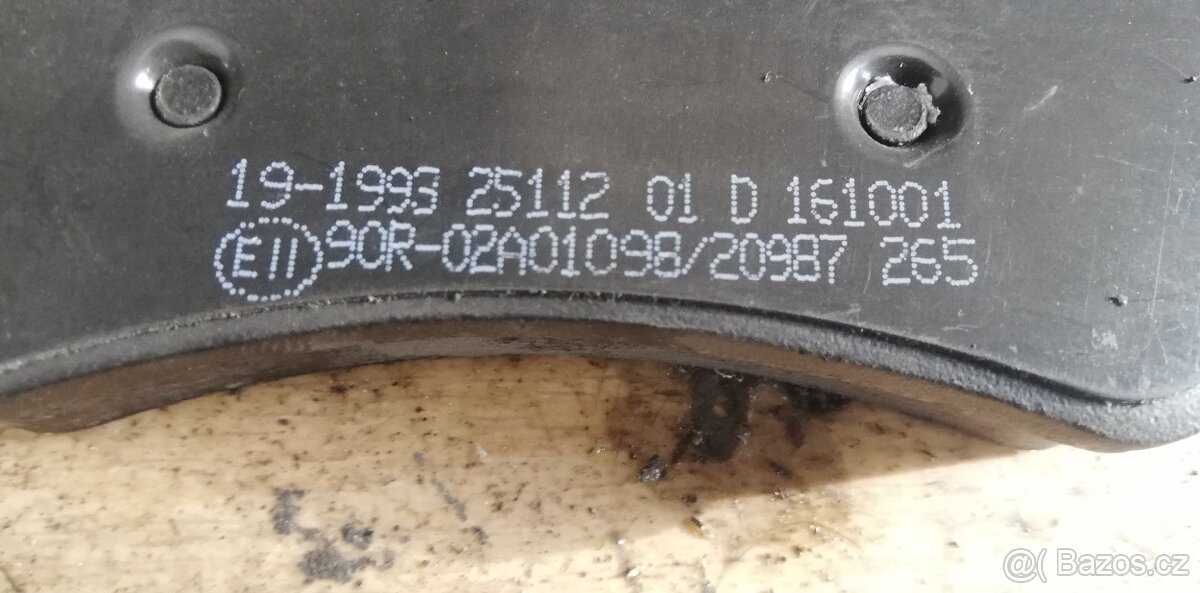 19-1993 25112 01 D 161001
E11 90R-02A01098/20987 265
@( Bazos.cz